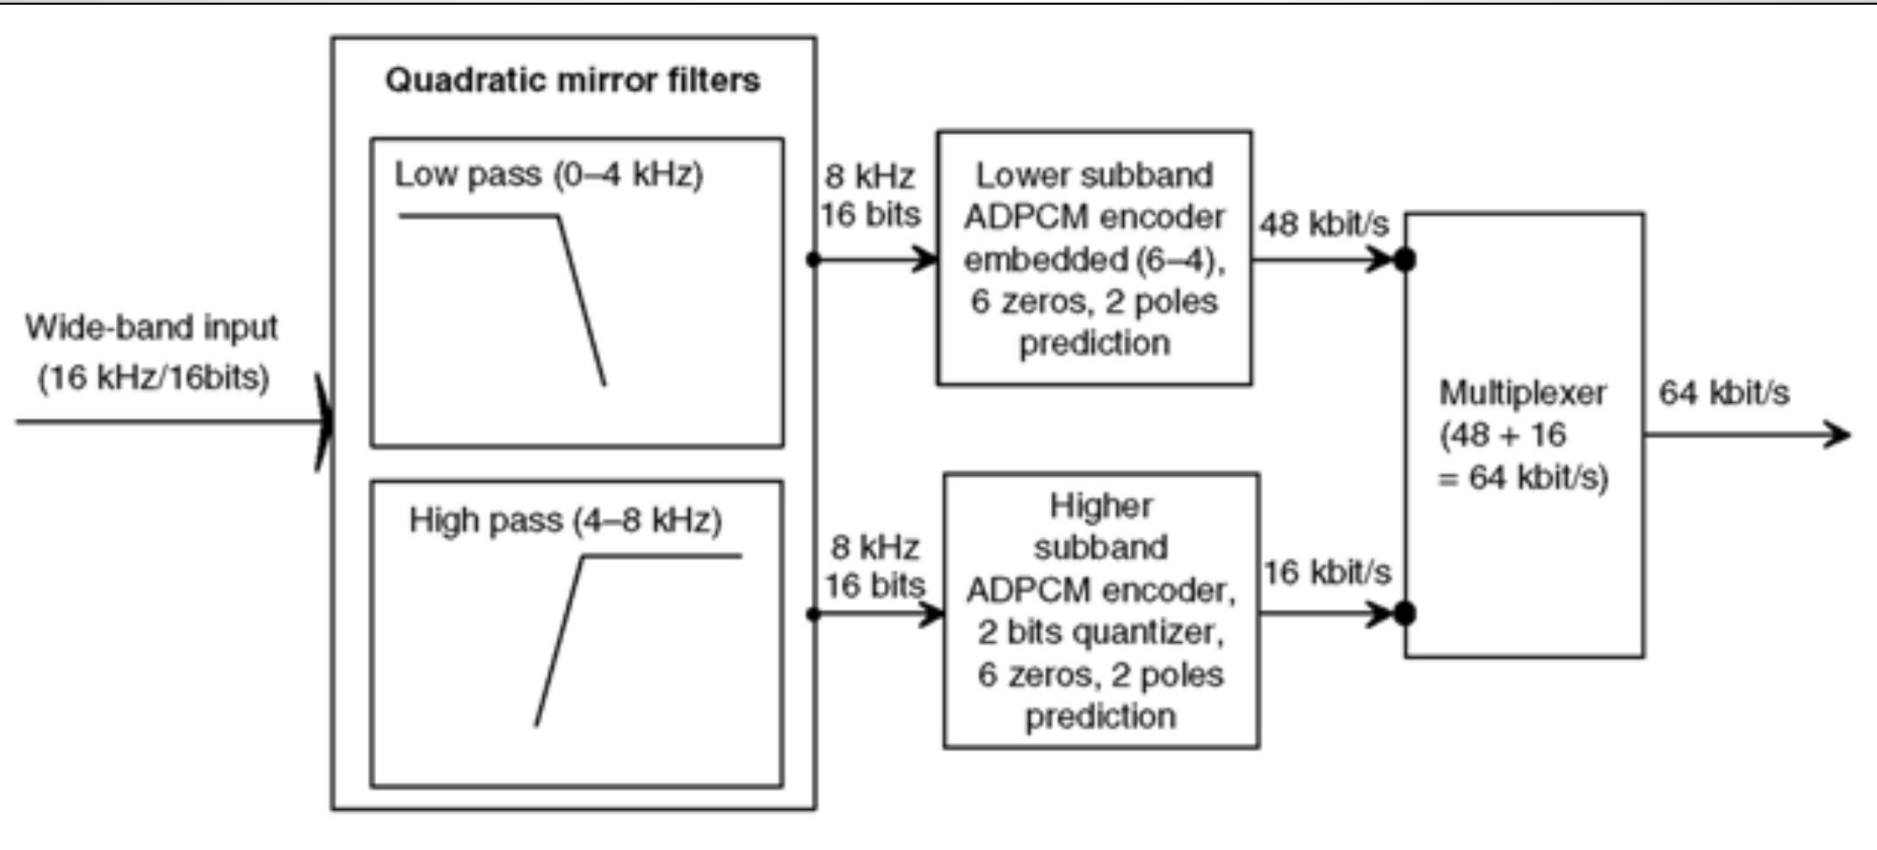 Quadratic mirror filters
Low pass (0–4 kHz)
High pass (4–8 kHz)
Wide-band input
(16 kHz/16bits)
8 kHz
16 bits
Lower subband
ADPCM encoder
embedded (6–4),
6 zeros, 2 poles
prediction
48 kbit/s
8 kHz
16 bits
Higher
subband
ADPCM encoder,
2 bits quantizer,
6 zeros, 2 poles
prediction
16 kbit/s
Multiplexer
(48 + 16
= 64 kbit/s)
64 kbit/s